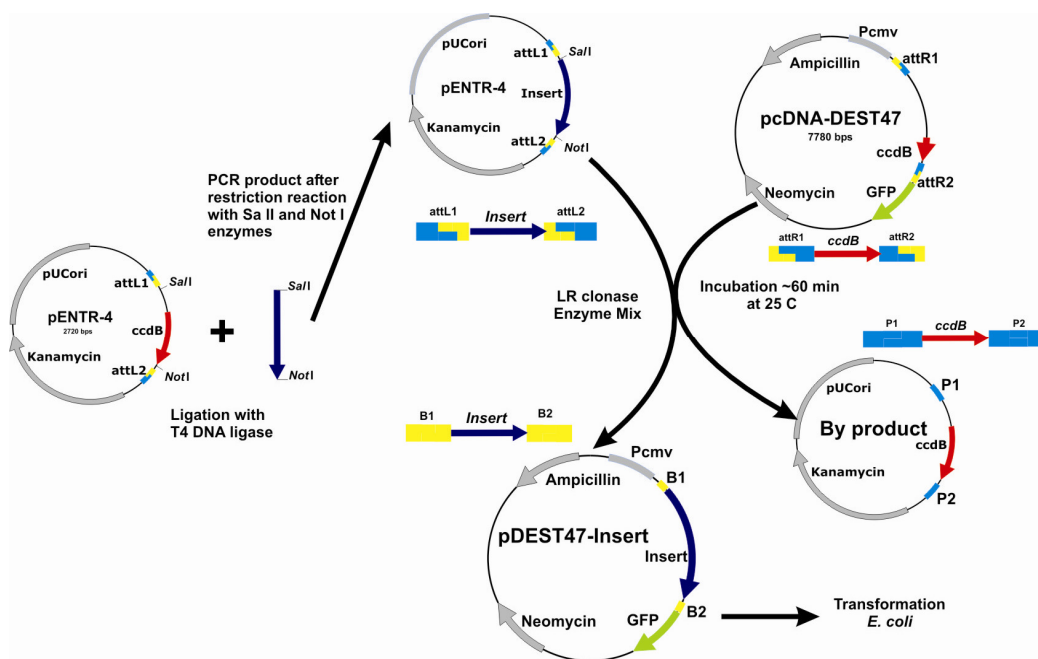 pUCori
attL1
SalI
pENTR-4
2720 bps
ccdB
Kanamycin
attL2
NotI
+
SalI
NotI
Ligation with
T4 DNA ligase
PCR product after
restriction reaction
with Sa II and Not I
enzymes
pUCori
attL1
SalI
pENTR-4
Insert
Kanamycin
attL2
NotI
attL1
Insert
attL2
Pcmv
Ampicillin
attR1
pcDNA-DEST47
7780 bps
ccdB
attR2
GFP
Neomycin
attR1
ccdB
attR2
LR clonase
Enzyme Mix
Incubation ~60 min
at 25 C
P1
ccdB
P2
pUCori
P1
By product
ccdB
Kanamycin
P2
B1
Insert
B2
Pcmv
Ampicillin
B1
pDEST47-Insert
Insert
B2
GFP
Neomycin
Transformation
E. coli